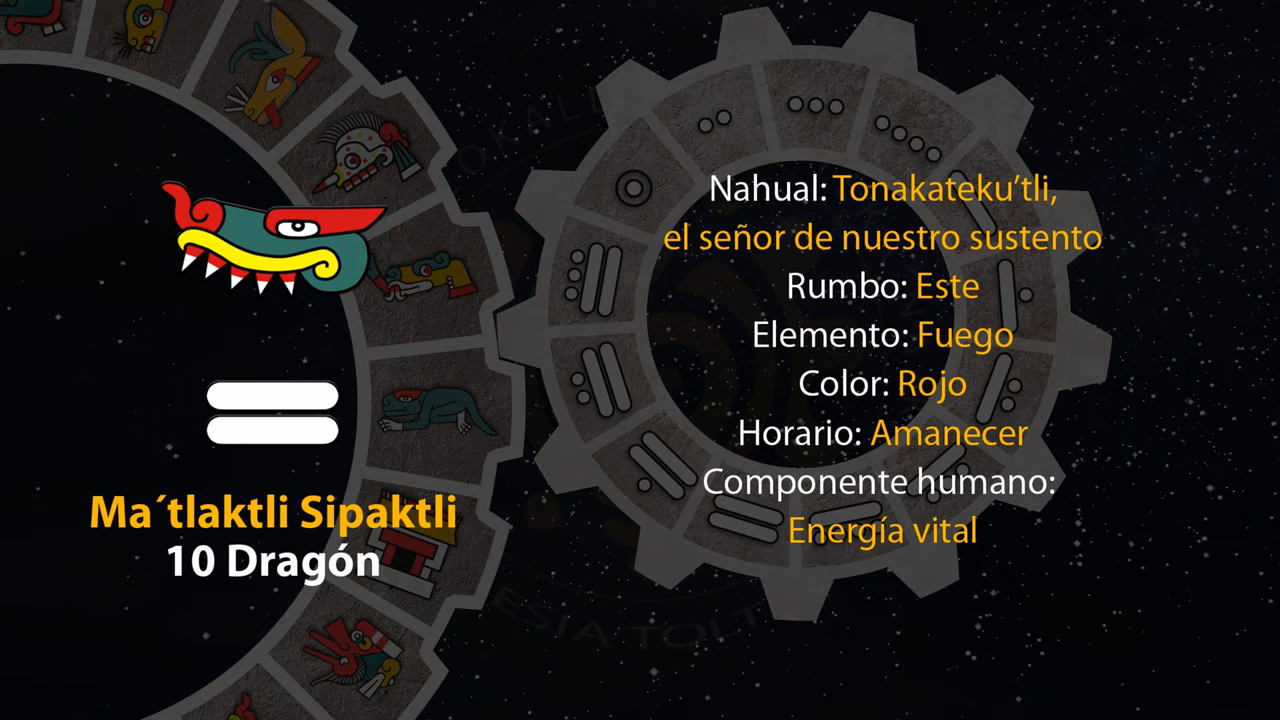 Nahual: Tonakateku’tli,
el señor de nuestro sustento
Rumbo: Este
Elemento: Fuego
Color: Rojo
Horario: Amanecer
Componente humano:
Energía vital
Ma´tlaktli Sipaktli
10 Dragón